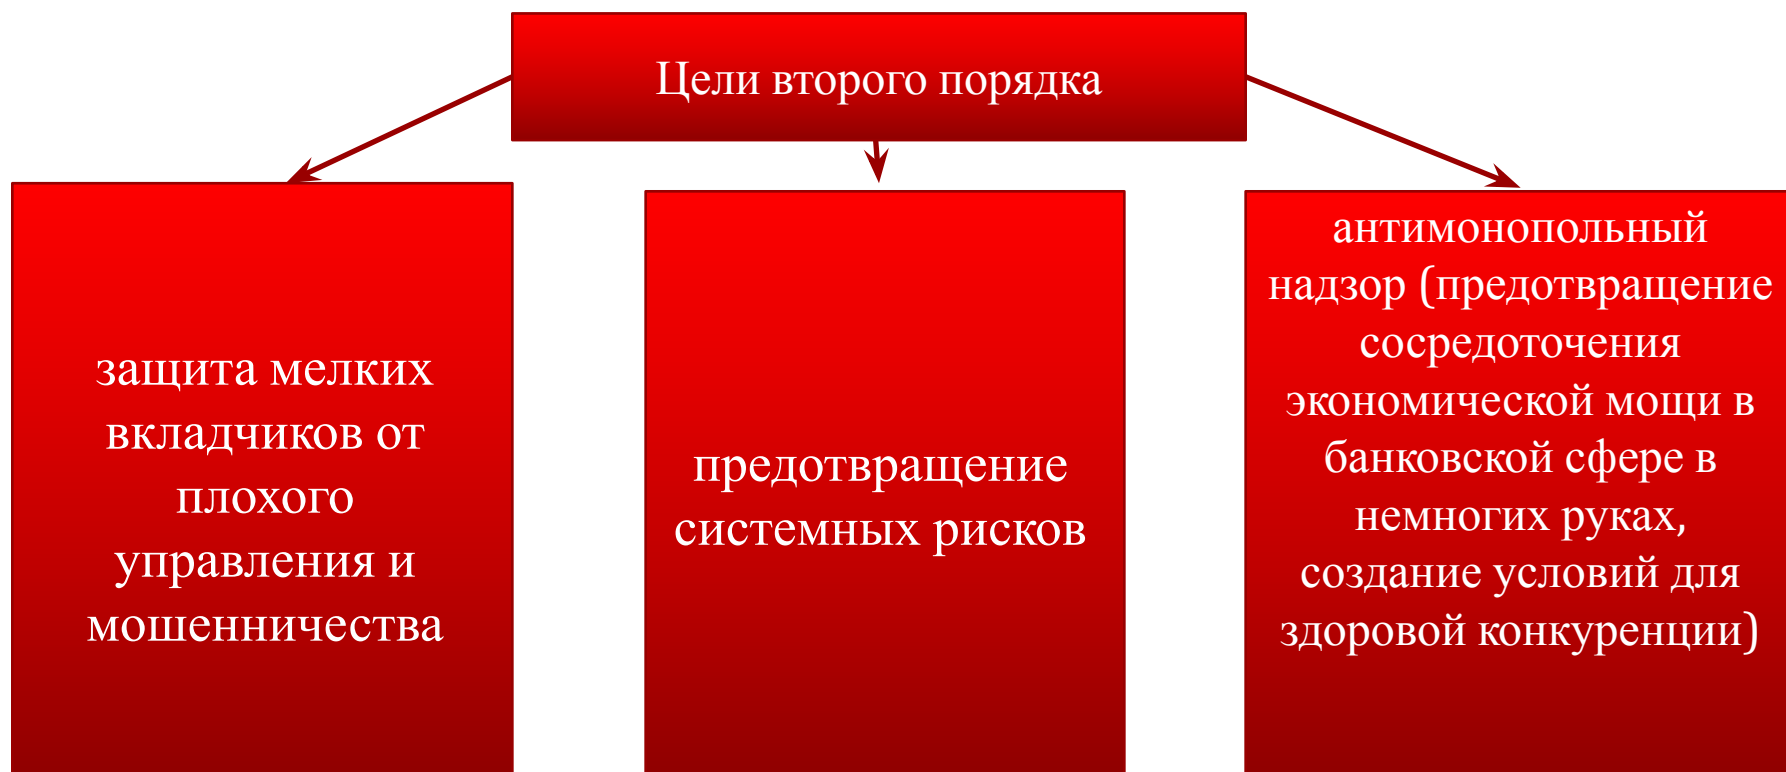 Цели второго порядка
защита мелких
вкладчиков от
плохого
управления и
мошенничества
предотвращение
системных рисков
антимонопольный
надзор (предотвращение
сосредоточения
экономической мощи в
банковской сфере в
немногих руках,
создание условий для
здоровой конкуренции)